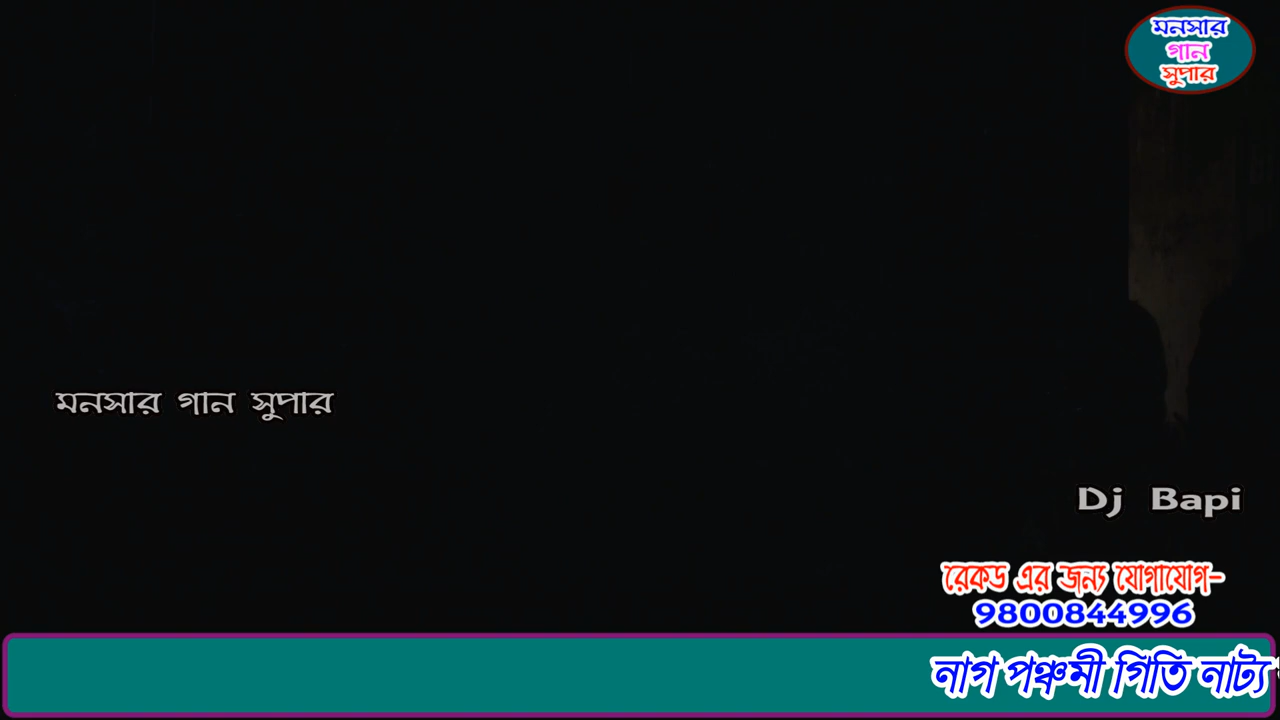 মনসার
গান
সুপার
মনসার গান সুপার
Dj Bapi
রেকড এর জন্য যোগাযোগ-
9800844996
নাগ পঞ্চমী গিতি নাট্য